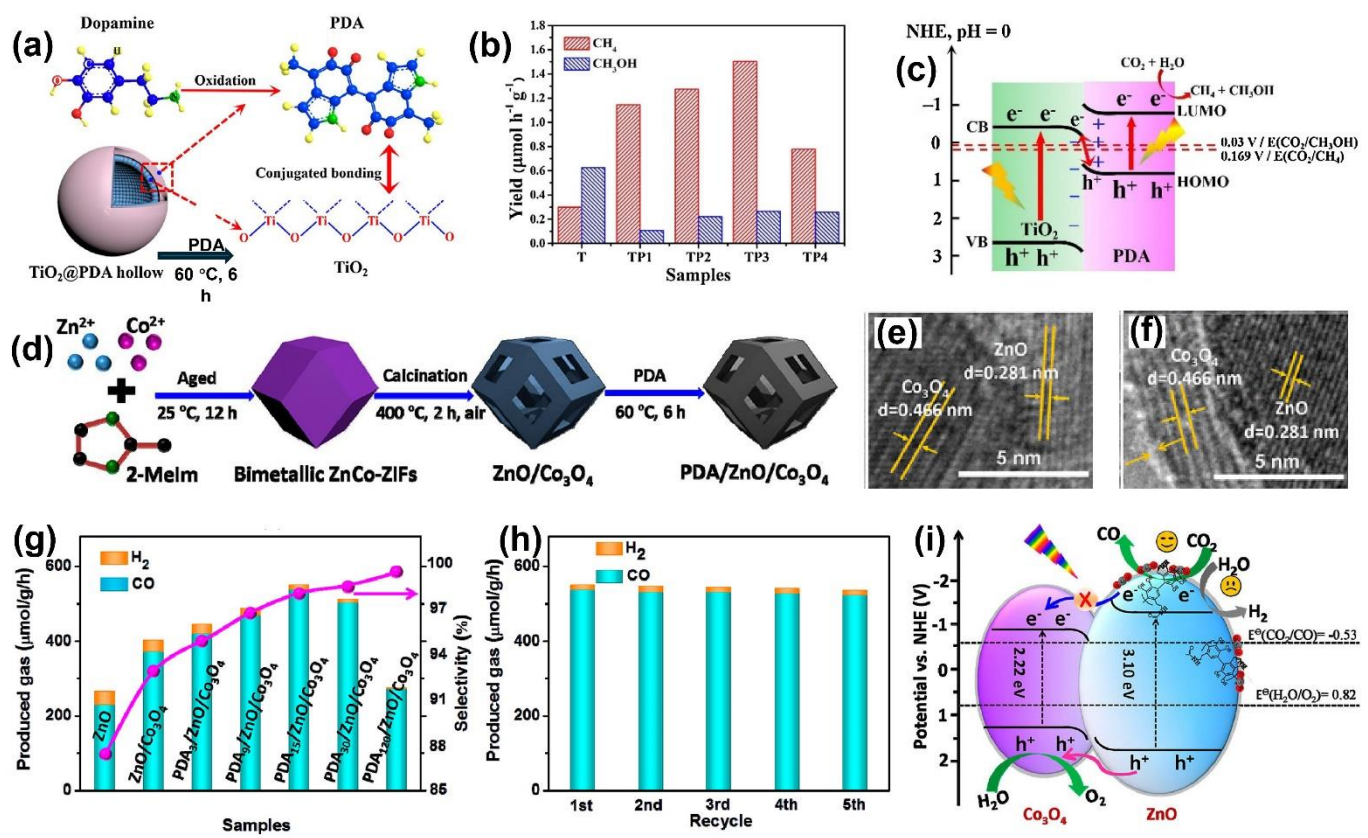 (a)
Dopamine
PDA
H
C
O
N
Oxidation
Conjugated bonding
Ti Ti Ti Ti
O O O O O
TiO₂
TiO₂@PDA hollow
PDA
60 °C, 6
h
(b)
CH₄
CH₃OH
Yield (μmol h⁻¹ g⁻¹)
1.8
1.6
1.4
1.2
1.0
0.8
0.6
0.4
0.2
0.0
T TP1 TP2 TP3 TP4
Samples
(c)
NHE, pH = 0
CO₂ + H₂O
CH₄ + CH₃OH
−1
0
1
2
3
CB
VB
e⁻ e⁻ e⁻ e⁻ e⁻
LUMO
0.03 V / E(CO₂/CH₃OH)
0.169 V / E(CO₂/CH₄)
HOMO
h⁺ h⁺ h⁺
TiO₂
h⁺ h⁺
PDA
(d)
Zn²⁺ Co²⁺
2-MeIm
Aged
25 °C, 12 h
Bimetallic ZnCo-ZIFs
Calcination
400 °C, 2 h, air
ZnO/Co₃O₄
PDA
60 °C, 6 h
PDA/ZnO/Co₃O₄
(e)
ZnO
d=0.281 nm
Co₃O₄
d=0.466 nm
5 nm
(f)
Co₃O₄
d=0.466 nm
ZnO
d=0.281 nm
5 nm
(g)
H₂
CO
Produced gas (μmol/g/h)
600
400
200
0
ZnO
ZnO/Co₃O₄
PDA₃/ZnO/Co₃O₄
PDA₉/ZnO/Co₃O₄
PDA₁₅/ZnO/Co₃O₄
PDA₃₀/ZnO/Co₃O₄
PDA₁₂₀/ZnO/Co₃O₄
Samples
100
97
94
91
88
85
Selectivity (%)
(h)
H₂
CO
Produced gas (μmol/g/h)
600
400
200
0
1st 2nd 3rd 4th 5th
Recycle
(i)
Potential vs. NHE (V)
-2
-1
0
1
2
CO CO₂
H₂O
H₂
X
e⁻ e⁻
e⁻ e⁻
2.22 eV
3.10 eV
E⊖(CO₂/CO)= -0.53
E⊖(H₂O/O₂)= 0.82
h⁺ h⁺
h⁺ h⁺
H₂O O₂
Co₃O₄
ZnO